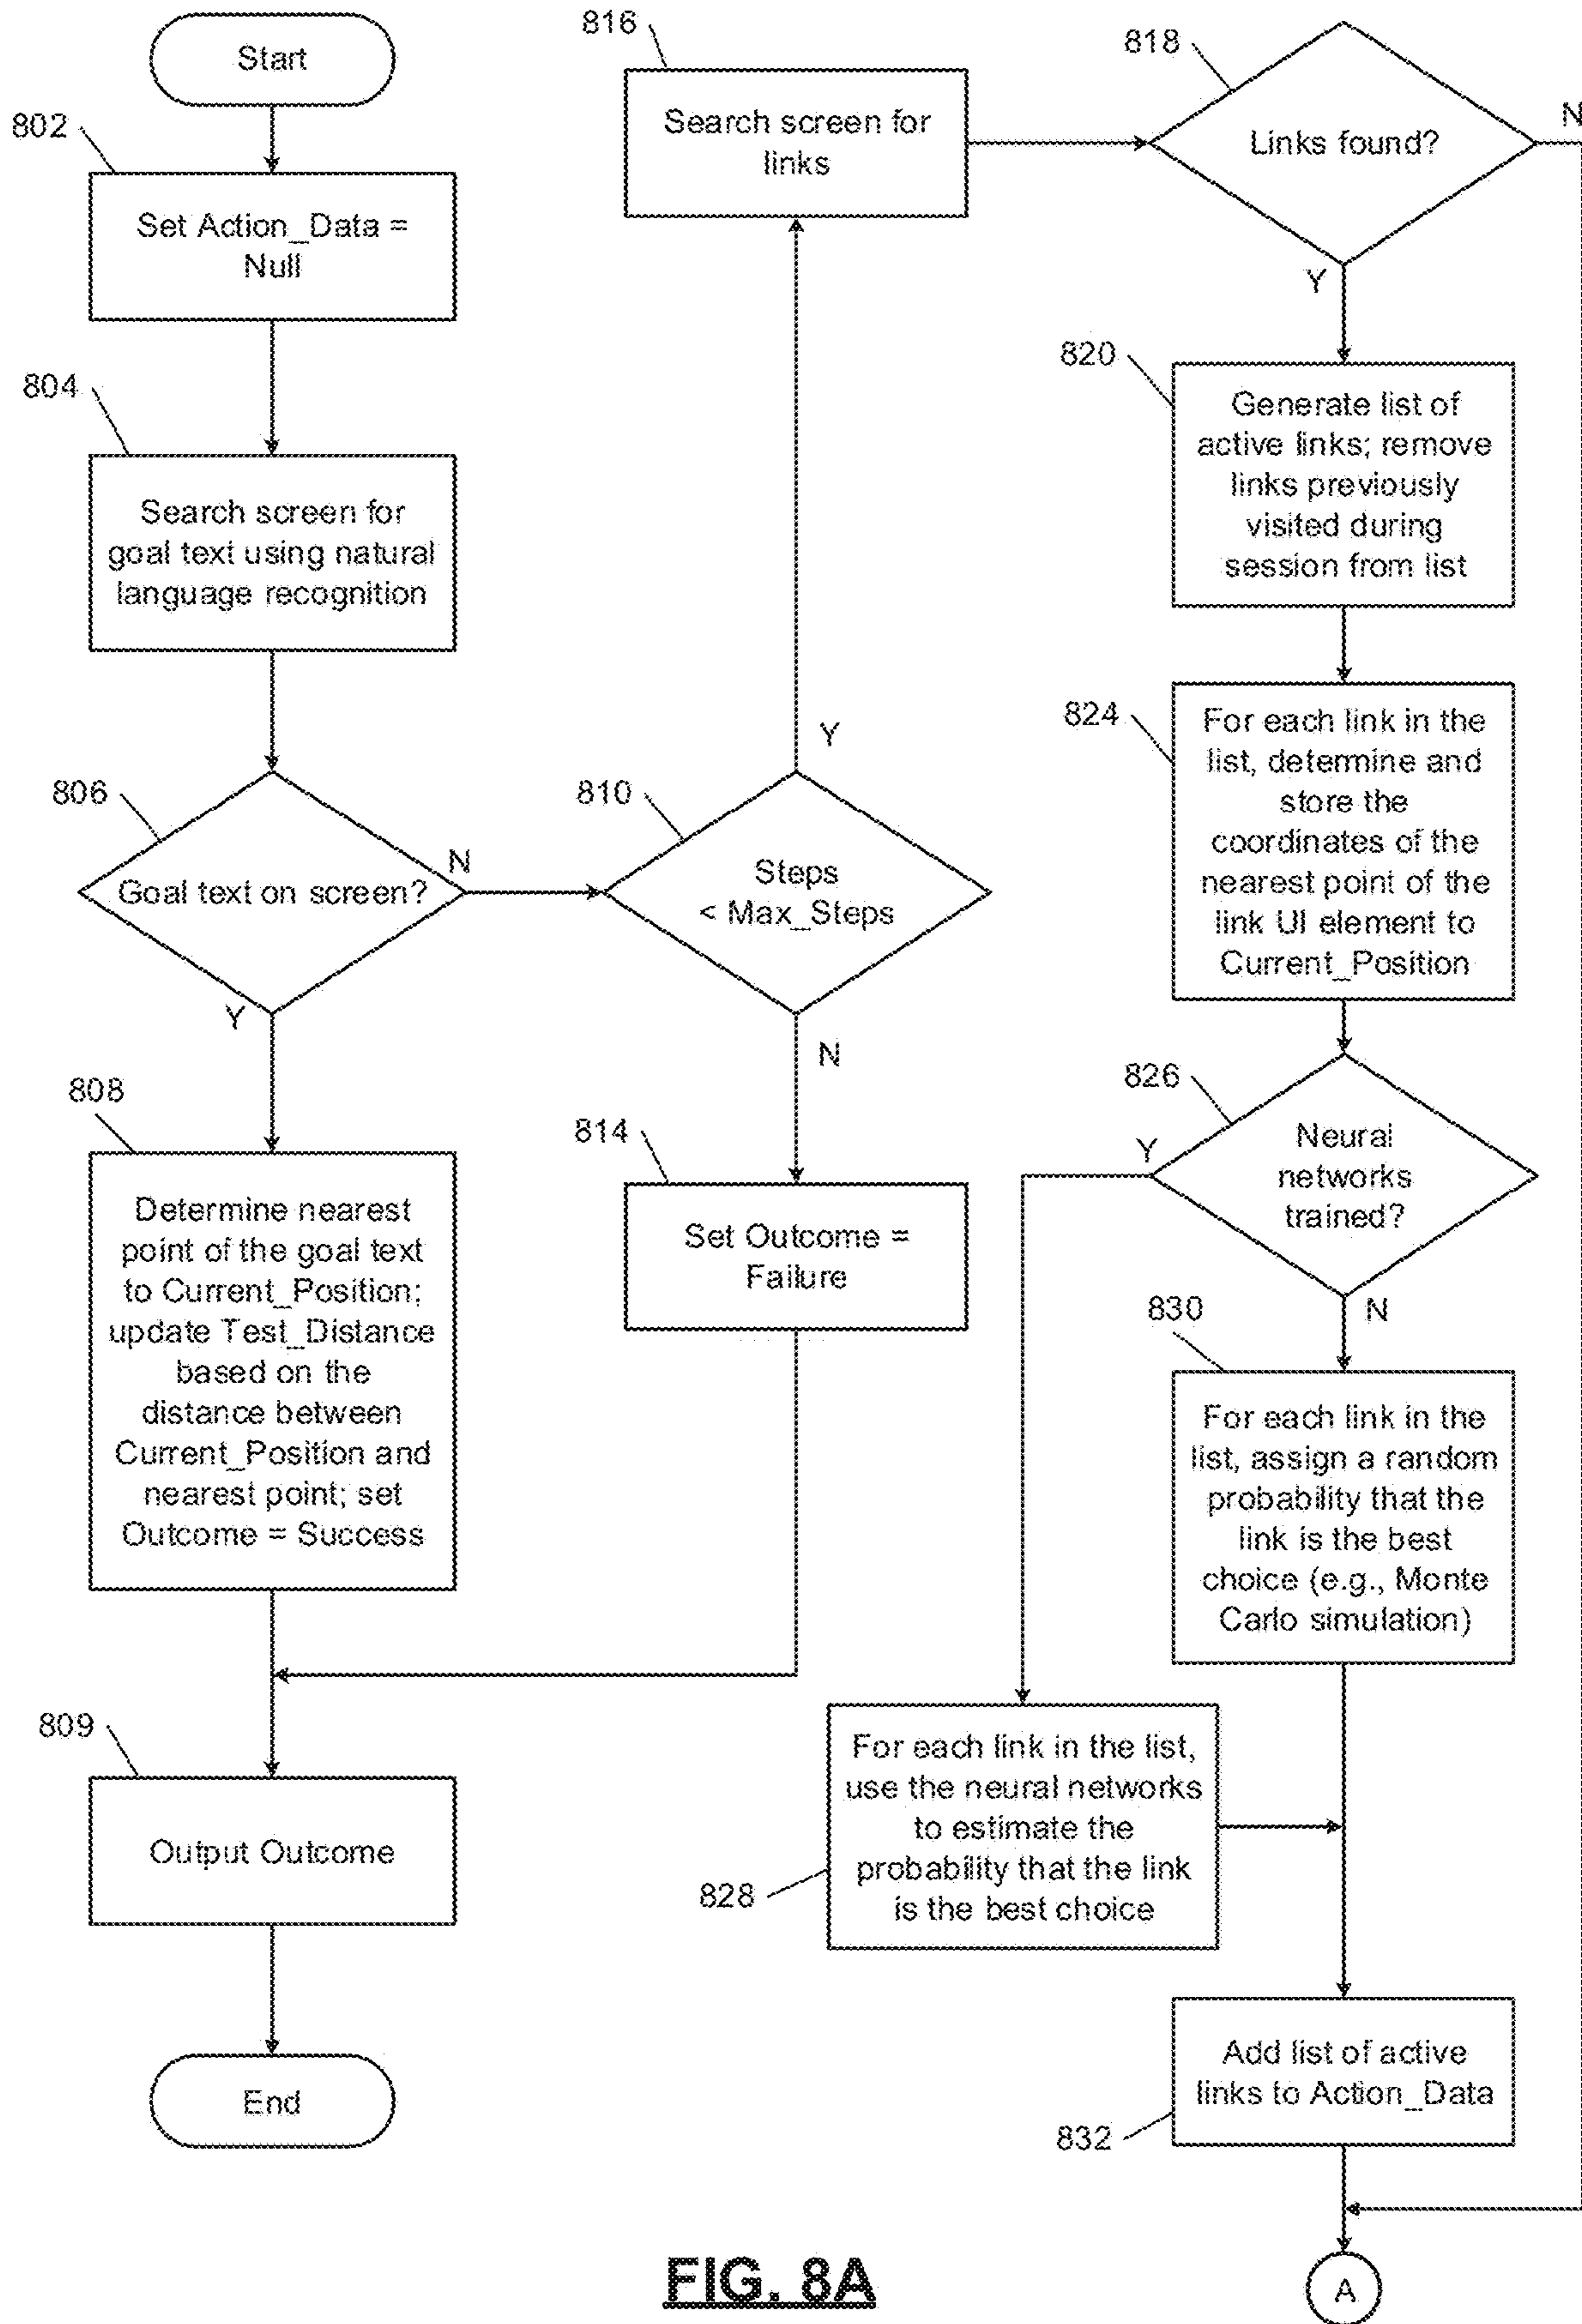 Start
802
Set Action_Data =
Null
804
Search screen for
goal text using natural
language recognition
806
Goal text on screen?
N
Y
808
Determine nearest
point of the goal text
to Current_Position;
update Test_Distance
based on the
distance between
Current_Position and
nearest point; set
Outcome = Success
809
Output Outcome
End
810
Steps
< Max_Steps
Y
N
814
Set Outcome =
Failure
816
Search screen for
links
818
Links found?
N
Y
820
Generate list of
active links; remove
links previously
visited during
session from list
824
For each link in the
list, determine and
store the
coordinates of the
nearest point of the
link UI element to
Current_Position
826
Neural
networks
trained?
Y
N
830
For each link in the
list, assign a random
probability that the
link is the best
choice (e.g., Monte
Carlo simulation)
828
For each link in the list,
use the neural networks
to estimate the
probability that the link
is the best choice
832
Add list of active
links to Action_Data
A
FIG. 8A